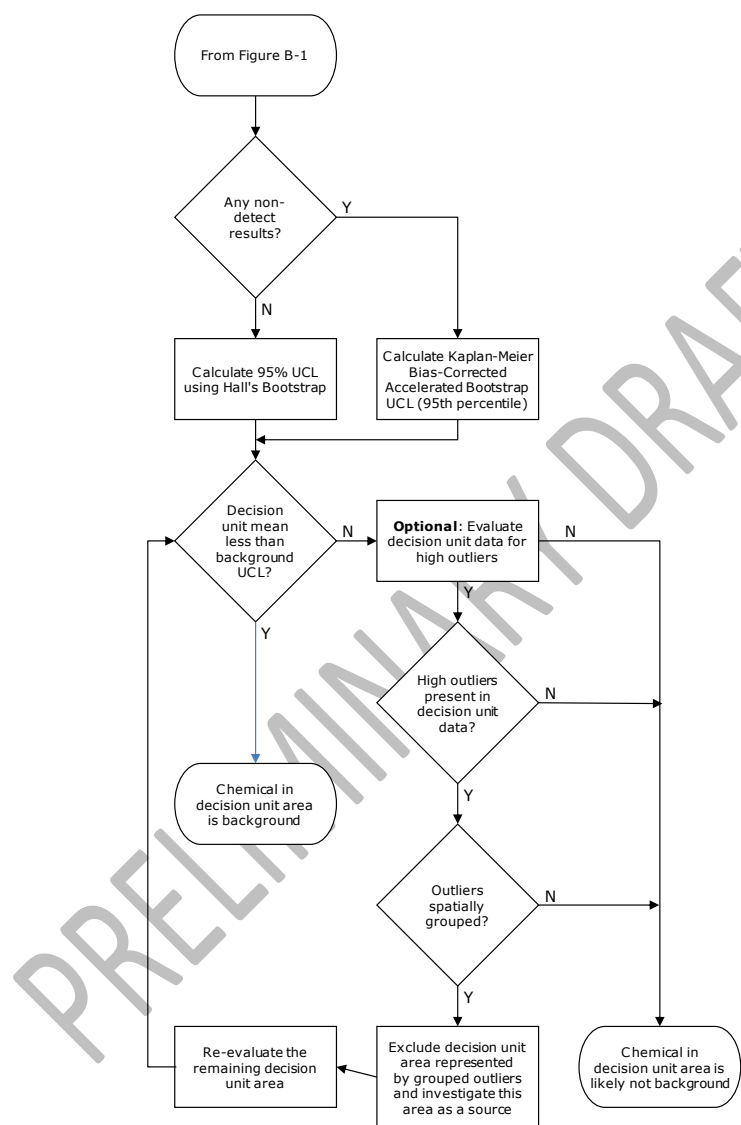 From Figure B-1
Any non-
detect
results?
Y
N
Calculate 95% UCL
using Hall's Bootstrap
Calculate Kaplan-Meier
Bias-Corrected
Accelerated Bootstrap
UCL (95th percentile)
Decision
unit mean
less than
background
UCL?
N
Y
Optional: Evaluate
decision unit data for
high outliers
N
Y
High outliers
present in
decision unit
data?
N
Y
Chemical in
decision unit area
is background
Outliers
spatially
grouped?
N
Y
Re-evaluate the
remaining decision
unit area
Exclude decision unit
area represented
by grouped outliers
and investigate this
area as a source
Chemical in
decision unit area is
likely not background
PRELIMINARY DRAF